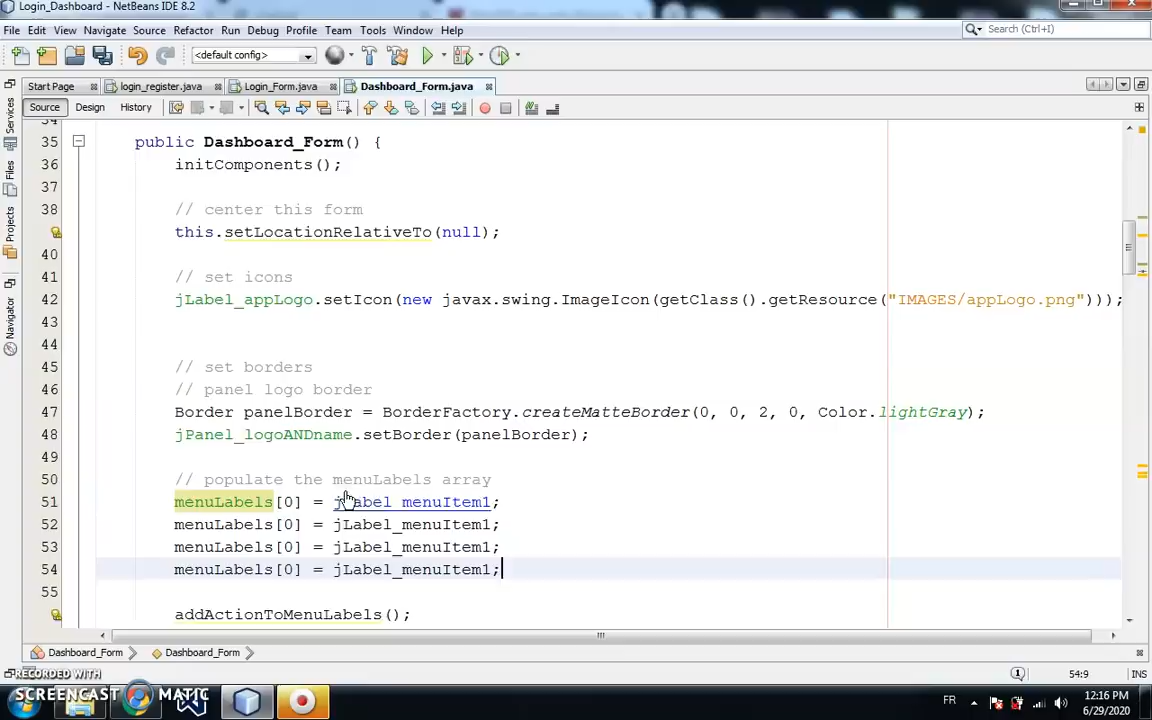 Login_Dashboard - NetBeans IDE 8.2
File Edit View Navigate Source Refactor Run Debug Profile Team Tools Window Help
Search (Ctrl+I)
<default config>
Start Page login_register.java Login_Form.java Dashboard_Form.java
Source Design History
Services
Files
Projects
Navigator
34
35 public Dashboard_Form() {
36 initComponents();
37
38 // center this form
this.setLocationRelativeTo(null);
40
41 // set icons
42 jLabel_appLogo.setIcon(new javax.swing.ImageIcon(getClass().getResource("IMAGES/appLogo.png")));
43
44
45 // set borders
46 // panel logo border
47 Border panelBorder = BorderFactory.createMatteBorder(0, 0, 2, 0, Color.lightGray);
48 jPanel_logoANDname.setBorder(panelBorder);
49
50 // populate the menuLabels array
51 menuLabels[0] = jLabel_menuItem1;
52 menuLabels[0] = jLabel_menuItem1;
53 menuLabels[0] = jLabel_menuItem1;
54 menuLabels[0] = jLabel_menuItem1;
55
addActionToMenuLabels();
Dashboard_Form Dashboard_Form
RECORDED WITH
SCREENCAST MATIC
1 54:9 INS
FR
12:16 PM
6/29/2020